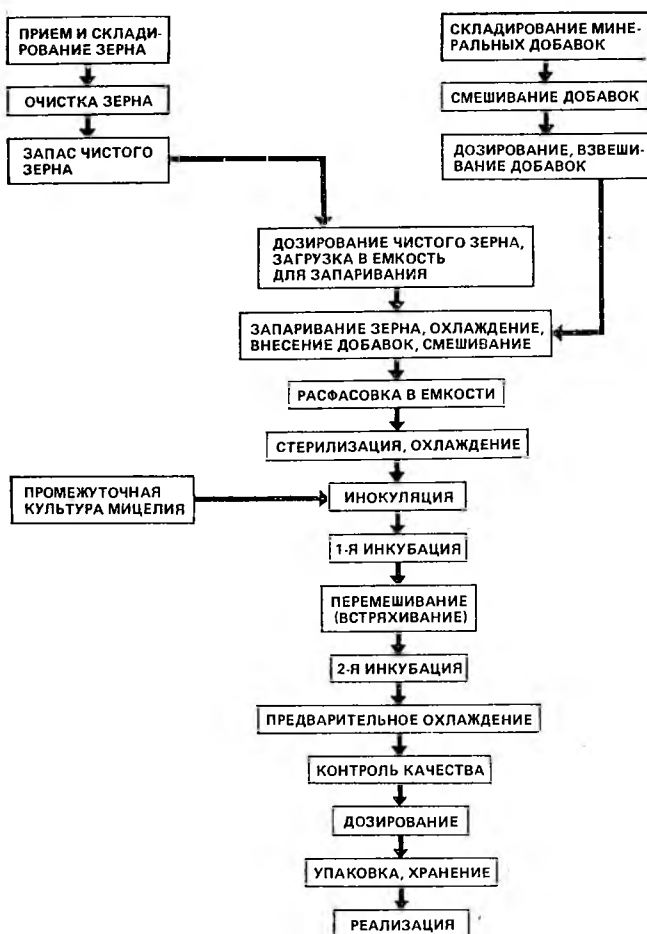 ПРИЕМ И СКЛАДИ-
РОВАНИЕ ЗЕРНА
ОЧИСТКА ЗЕРНА
ЗАПАС ЧИСТОГО
ЗЕРНА
СКЛАДИРОВАНИЕ МИНЕ-
РАЛЬНЫХ ДОБАВОК
СМЕШИВАНИЕ ДОБАВОК
ДОЗИРОВАНИЕ, ВЗВЕШИ-
ВАНИЕ ДОБАВОК
ДОЗИРОВАНИЕ ЧИСТОГО ЗЕРНА,
ЗАГРУЗКА В ЕМКОСТЬ
ДЛЯ ЗАПАРИВАНИЯ
ЗАПАРИВАНИЕ ЗЕРНА, ОХЛАЖДЕНИЕ,
ВНЕСЕНИЕ ДОБАВОК, СМЕШИВАНИЕ
РАСФАСОВКА В ЕМКОСТИ
СТЕРИЛИЗАЦИЯ, ОХЛАЖДЕНИЕ
ПРОМЕЖУТОЧНАЯ
КУЛЬТУРА МИЦЕЛИЯ
ИНОКУЛЯЦИЯ
1-Я ИНКУБАЦИЯ
ПЕРЕМЕШИВАНИЕ
(ВСТРЯХИВАНИЕ)
2-Я ИНКУБАЦИЯ
ПРЕДВАРИТЕЛЬНОЕ ОХЛАЖДЕНИЕ
КОНТРОЛЬ КАЧЕСТВА
ДОЗИРОВАНИЕ
УПАКОВКА, ХРАНЕНИЕ
РЕАЛИЗАЦИЯ